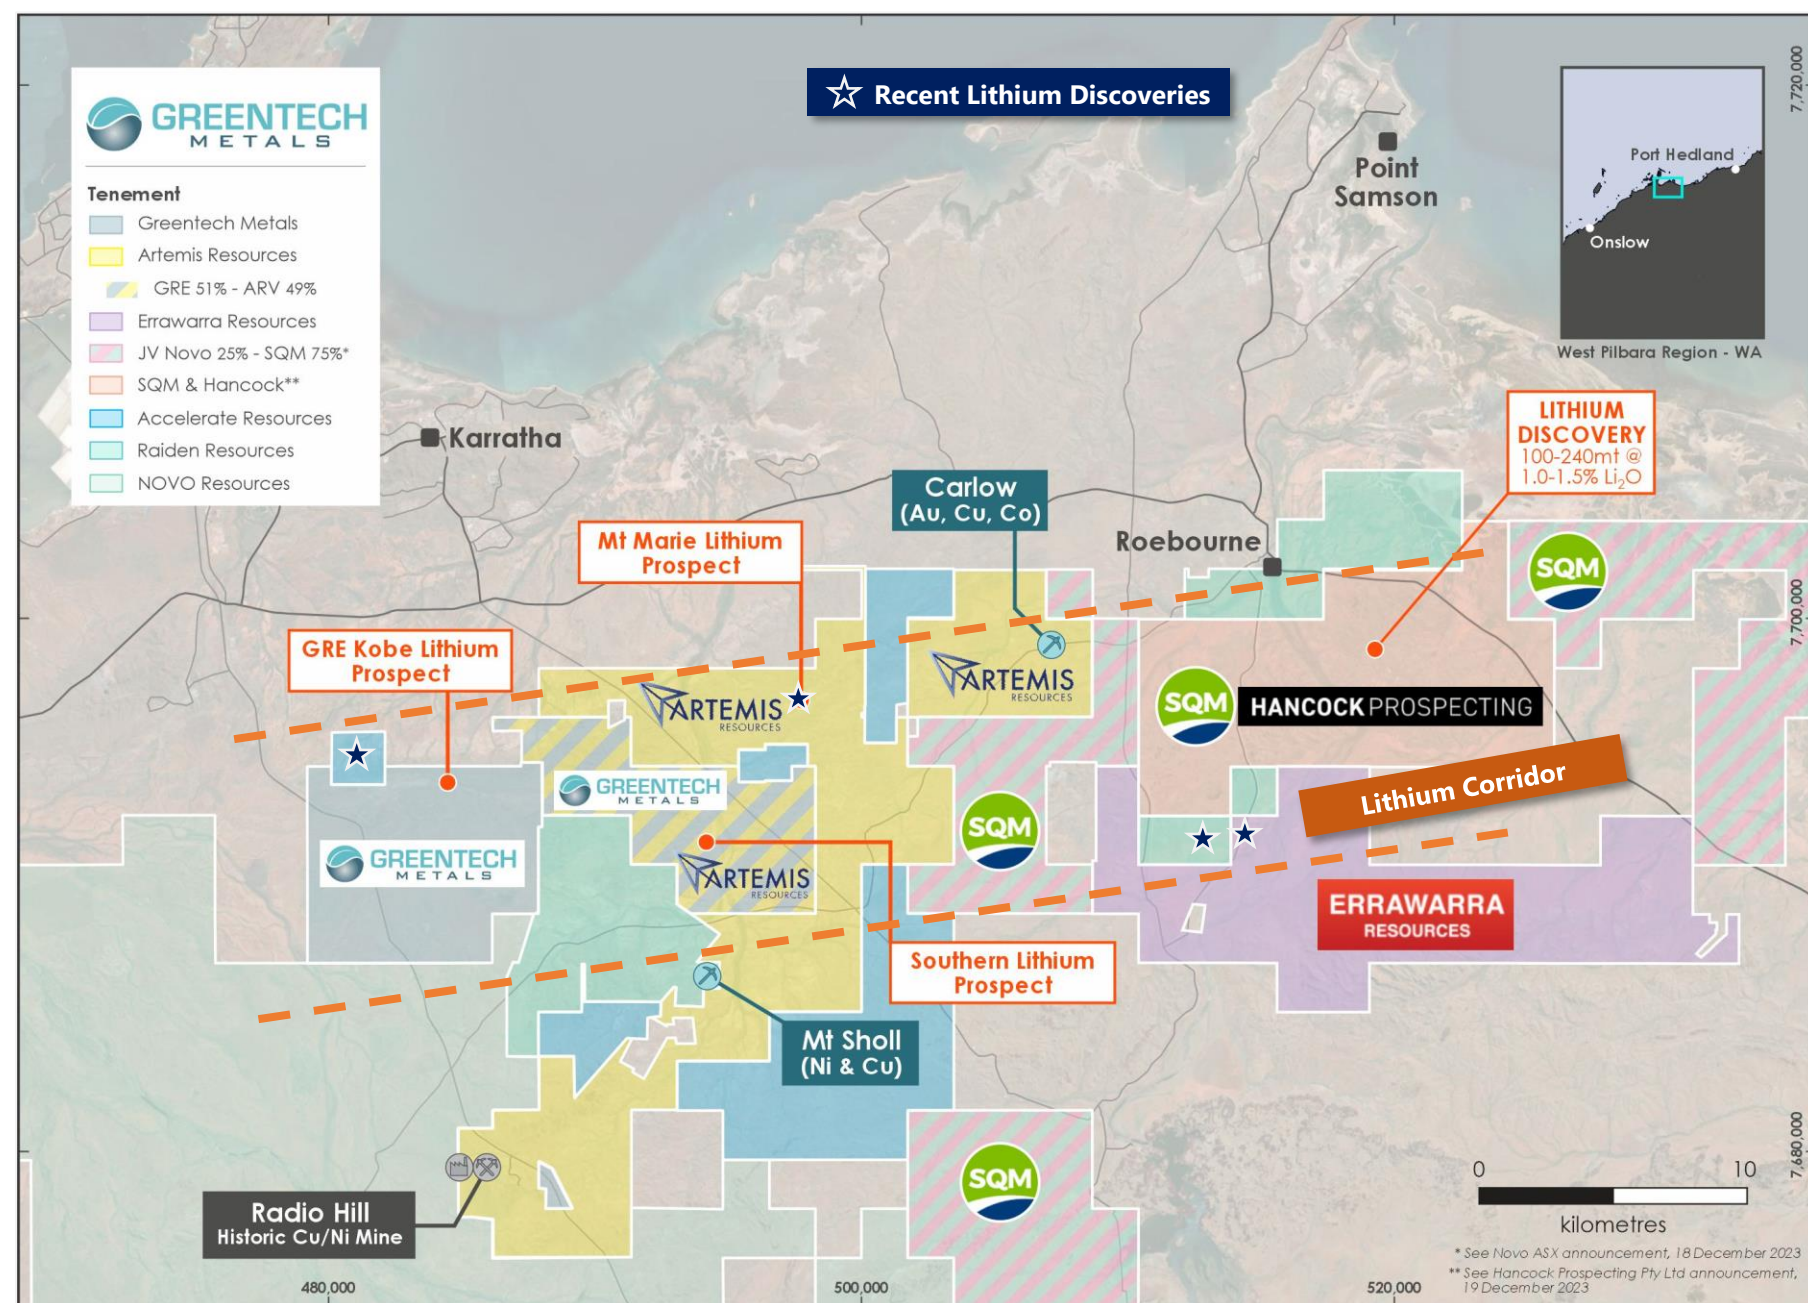 GREENTECH
METALS
Tenement
Greentech Metals
Artemis Resources
GRE 51% - ARV 49%
Errawarra Resources
JV Novo 25% - SQM 75%*
SQM & Hancock**
Accelerate Resources
Raiden Resources
NOVO Resources
Recent Lithium Discoveries
Point
Samson
Port Hedland
Onslow
West Pilbara Region - WA
7,720,000
Karratha
LITHIUM
DISCOVERY
100-240mt @
1.0-1.5% Li₂O
Carlow
(Au, Cu, Co)
Mt Marie Lithium
Prospect
Roebourne
SQM
7,700,000
GRE Kobe Lithium
Prospect
ARTEMIS
RESOURCES
ARTEMIS
RESOURCES
SQM
HANCOCK PROSPECTING
GREENTECH
METALS
Lithium Corridor
SQM
GREENTECH
METALS
ARTEMIS
RESOURCES
ERRAWARRA
RESOURCES
Southern Lithium
Prospect
Mt Sholl
(Ni & Cu)
7,680,000
SQM
Radio Hill
Historic Cu/Ni Mine
0 10
kilometres
* See Novo ASX announcement, 18 December 2023
** See Hancock Prospecting Pty Ltd announcement,
19 December 2023
480,000 500,000 520,000